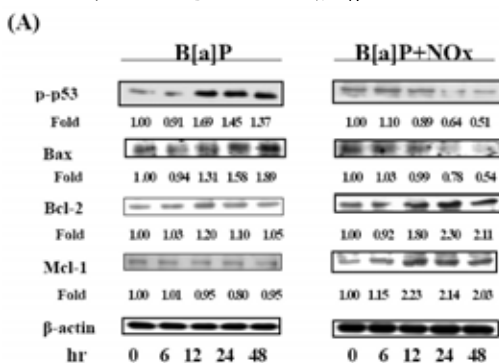 (A)
B[a]P B[a]P+NOx
p-p53
Fold 1.00 0.91 1.69 1.45 1.37 1.00 1.10 0.89 0.64 0.51
Bax
Fold 1.00 0.94 1.31 1.58 1.89 1.00 1.03 0.99 0.78 0.54
Bcl-2
Fold 1.00 1.03 1.20 1.10 1.05 1.00 0.92 1.80 2.30 2.11
Mcl-1
Fold 1.00 1.01 0.95 0.80 0.95 1.00 1.15 2.23 2.14 2.03
β-actin
hr 0 6 12 24 48 0 6 12 24 48